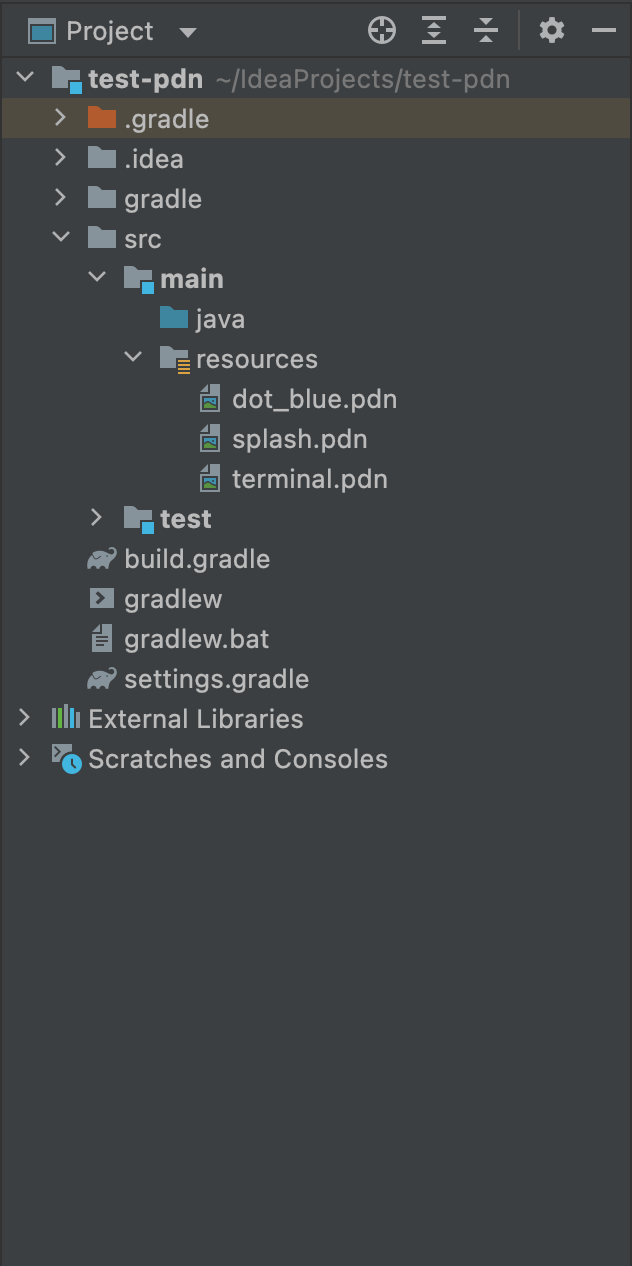 Project
test-pdn ~/IdeaProjects/test-pdn
.gradle
.idea
gradle
src
main
java
resources
dot_blue.pdn
splash.pdn
terminal.pdn
test
build.gradle
gradlew
gradlew.bat
settings.gradle
External Libraries
Scratches and Consoles